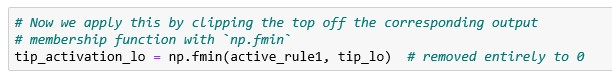 # Now we apply this by clipping the top off the corresponding output
# membership function with `np.fmin`
tip_activation_lo = np.fmin(active_rule1, tip_lo)  # removed entirely to 0